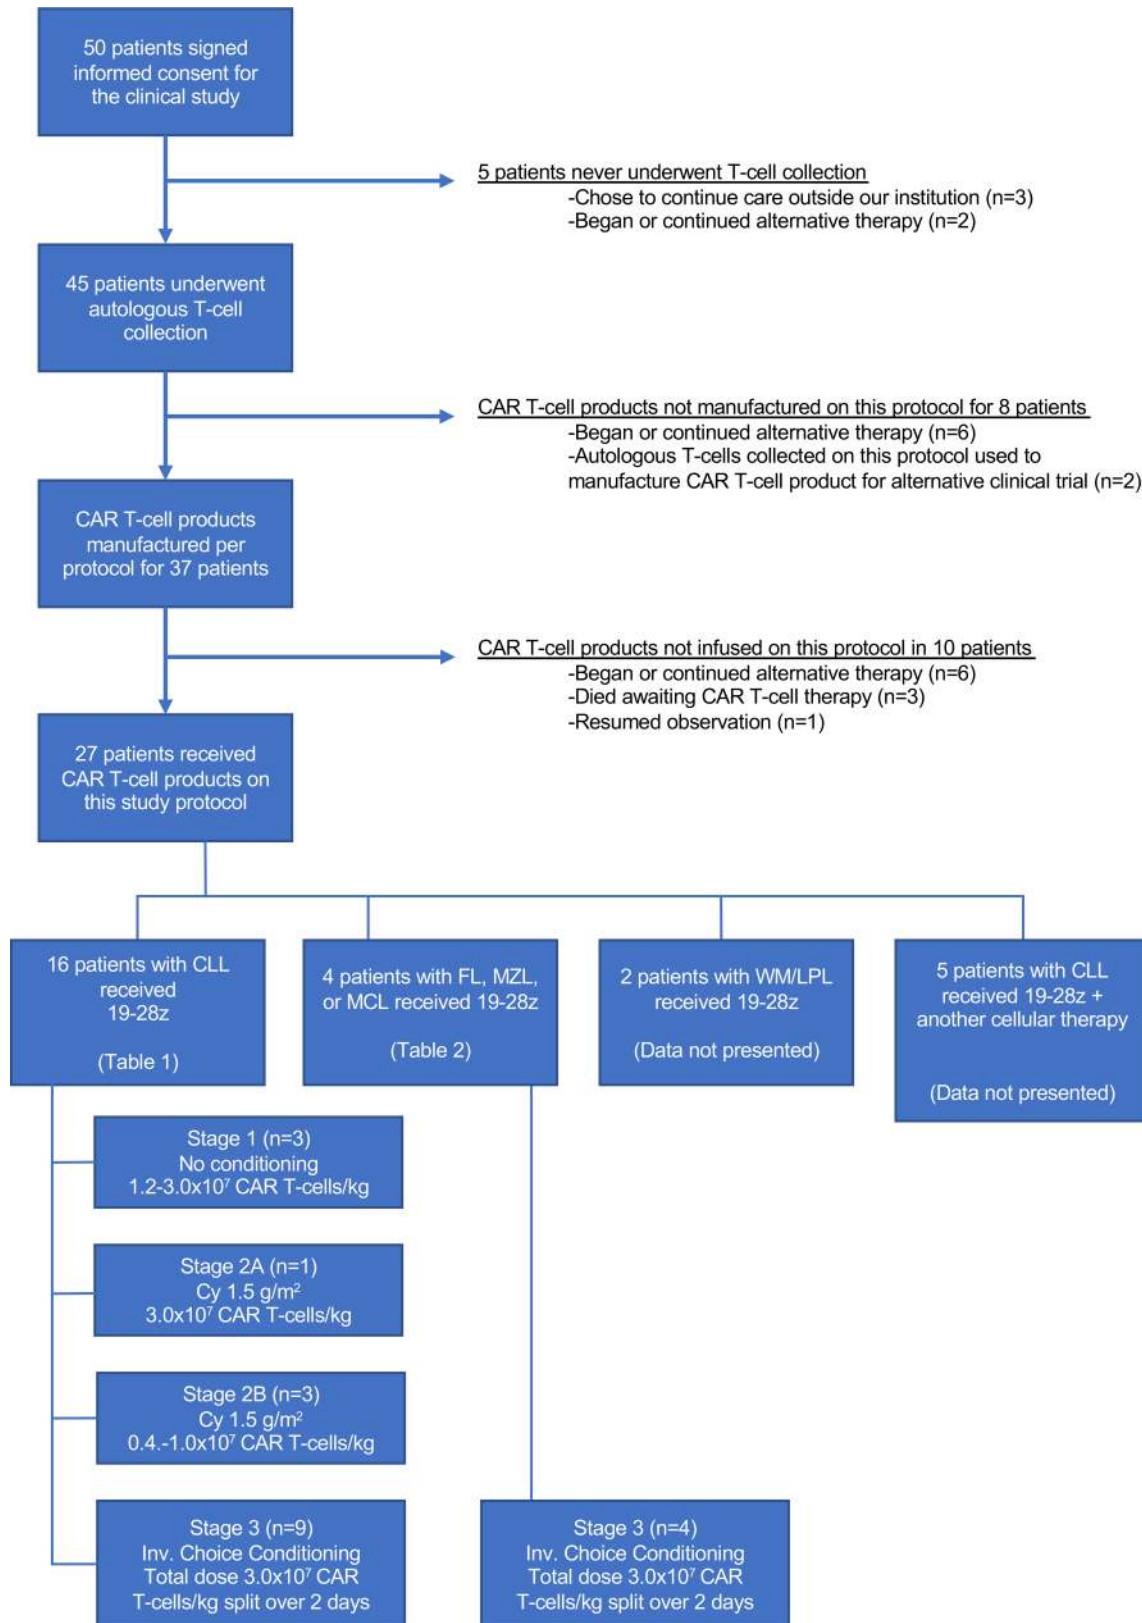 50 patients signed
informed consent for
the clinical study
5 patients never underwent T-cell collection
-Chose to continue care outside our institution (n=3)
-Began or continued alternative therapy (n=2)
45 patients underwent
autologous T-cell
collection
CAR T-cell products not manufactured on this protocol for 8 patients
-Began or continued alternative therapy (n=6)
-Autologous T-cells collected on this protocol used to
manufacture CAR T-cell product for alternative clinical trial (n=2)
CAR T-cell products
manufactured per
protocol for 37 patients
CAR T-cell products not infused on this protocol in 10 patients
-Began or continued alternative therapy (n=6)
-Died awaiting CAR T-cell therapy (n=3)
-Resumed observation (n=1)
27 patients received
CAR T-cell products on
this study protocol
16 patients with CLL
received
19-28z
(Table 1)
4 patients with FL, MZL,
or MCL received 19-28z
(Table 2)
2 patients with WM/LPL
received 19-28z
(Data not presented)
5 patients with CLL
received 19-28z +
another cellular therapy
(Data not presented)
Stage 1 (n=3)
No conditioning
1.2-3.0x10⁷ CAR T-cells/kg
Stage 2A (n=1)
Cy 1.5 g/m²
3.0x10⁷ CAR T-cells/kg
Stage 2B (n=3)
Cy 1.5 g/m²
0.4.-1.0x10⁷ CAR T-cells/kg
Stage 3 (n=9)
Inv. Choice Conditioning
Total dose 3.0x10⁷ CAR
T-cells/kg split over 2 days
Stage 3 (n=4)
Inv. Choice Conditioning
Total dose 3.0x10⁷ CAR
T-cells/kg split over 2 days